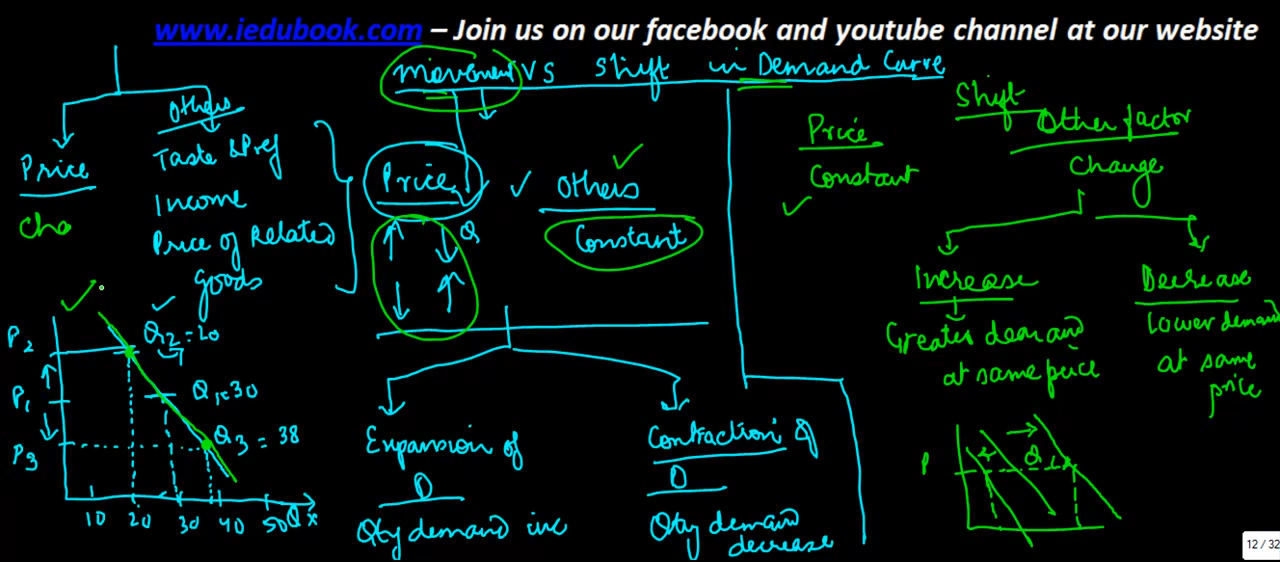 www.iedubook.com – Join us on our facebook and youtube channel at our website
Movement VS Shift in Demand Curve
Price
Cho
Others
Taste & Pref
Income
Price of Related
goods
Price
Others
Constant
Q
Expansion of
D
Qty demand inc
Contraction of
D
Qty demand
decrease
Shift
Price
Constant
Other factor
Change
Increase
Greater demand
at same price
Decrease
Lower demand
at same
price
P2
P1
P3
Q2 = 20
Q1 = 30
Q3 = 38
10 20 30 40 50 Qx
P
Q
12 / 32